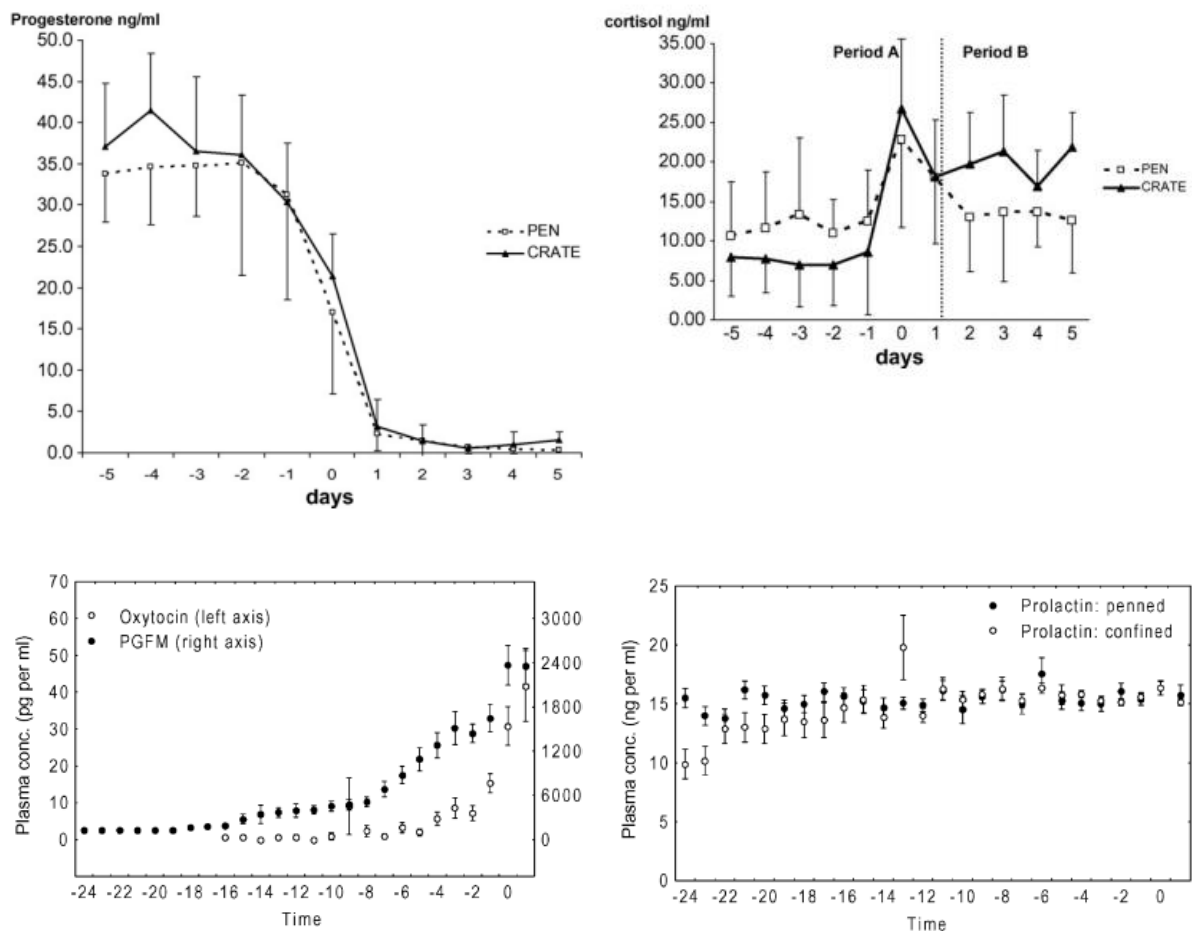 Progesterone ng/ml
50.0
45.0
40.0
35.0
30.0
25.0
20.0
15.0
10.0
5.0
0.0
-5 -4 -3 -2 -1 0 1 2 3 4 5
days
PEN
CRATE
cortisol ng/ml
35.00
30.00
25.00
20.00
15.00
10.00
5.00
0.00
Period A Period B
-5 -4 -3 -2 -1 0 1 2 3 4 5
days
PEN
CRATE
Plasma conc. (pg per ml)
70
60
50
40
30
20
10
0
Oxytocin (left axis)
PGFM (right axis)
3000
2400
1800
1200
6000
0
-24 -22 -20 -18 -16 -14 -12 -10 -8 -6 -4 -2 0
Time
Plasma conc. (ng per ml)
25
20
15
10
5
0
Prolactin: penned
Prolactin: confined
-24 -22 -20 -18 -16 -14 -12 -10 -8 -6 -4 -2 0
Time